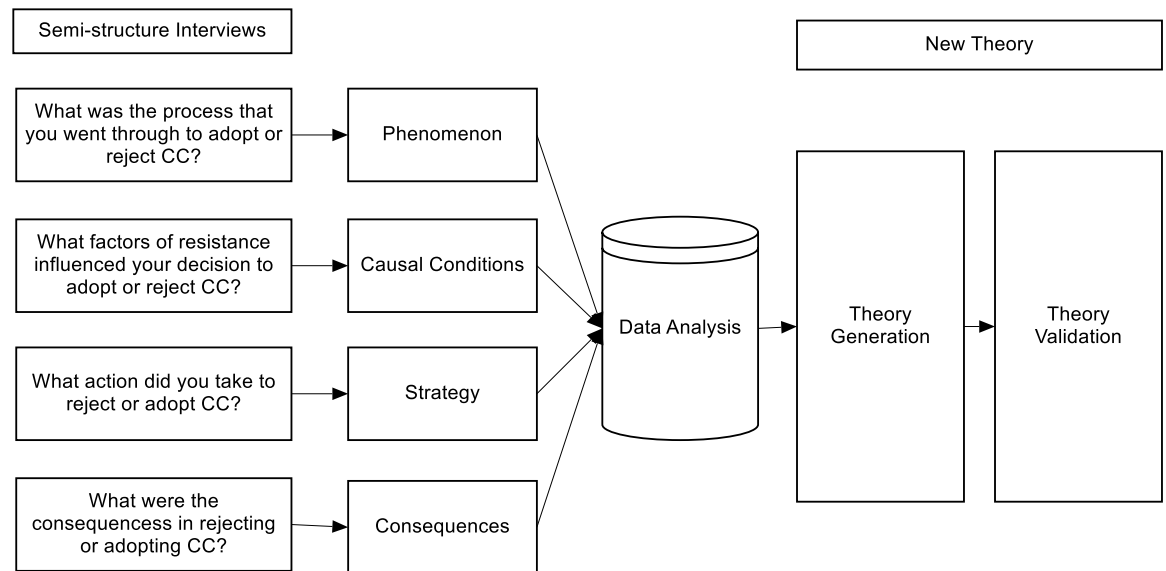 Semi-structure Interviews
New Theory
What was the process that
you went through to adopt or
reject CC?
Phenomenon
What factors of resistance
influenced your decision to
adopt or reject CC?
Causal Conditions
What action did you take to
reject or adopt CC?
Strategy
What were the
consequencess in rejecting
or adopting CC?
Consequences
Data Analysis
Theory
Generation
Theory
Validation